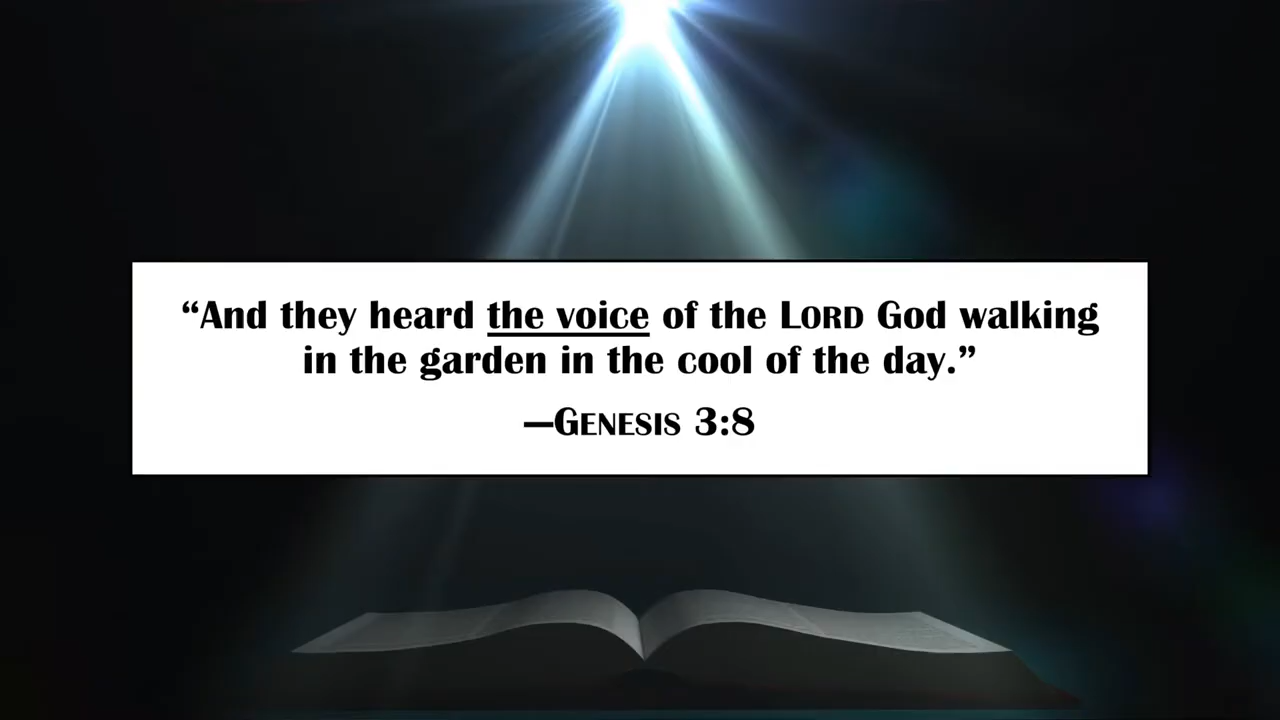 “And they heard the voice of the LORD God walking
in the garden in the cool of the day.”
—GENESIS 3:8